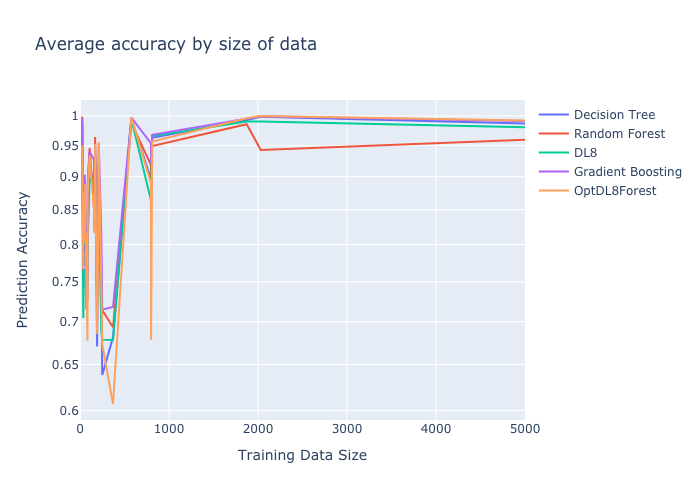 Average accuracy by size of data
Prediction Accuracy
1
0.95
0.9
0.85
0.8
0.75
0.7
0.65
0.6
0
1000
2000
3000
4000
5000
Training Data Size
Decision Tree
Random Forest
DL8
Gradient Boosting
OptDL8Forest